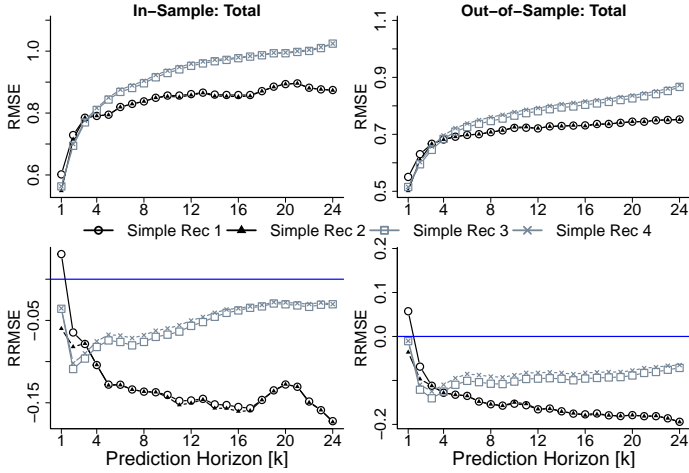 In−Sample: Total
Out−of−Sample: Total
RMSE
0.6
0.8
1.0
1 4 8 12 16 20 24
RMSE
0.5
0.7
0.9
1.1
1 4 8 12 16 20 24
Simple Rec 1 Simple Rec 2 Simple Rec 3 Simple Rec 4
RRMSE
−0.15
−0.05
1 4 8 12 16 20 24
Prediction Horizon [k]
RRMSE
−0.2
0.0
0.1
0.2
1 4 8 12 16 20 24
Prediction Horizon [k]